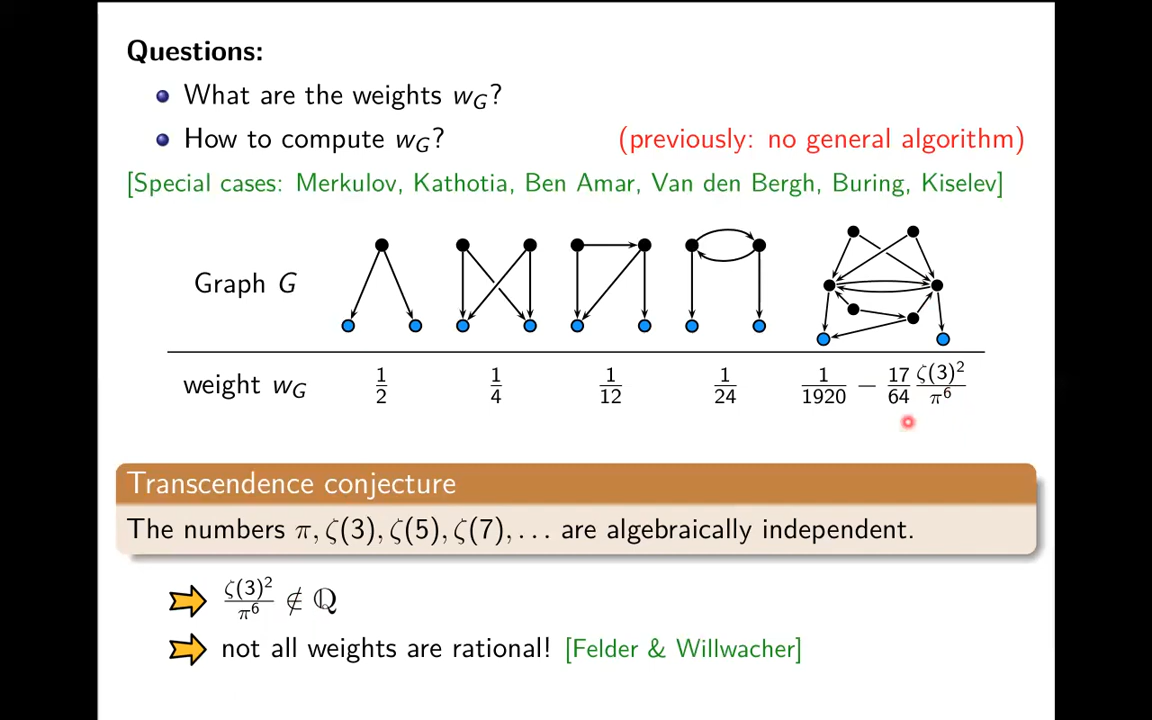 Questions:
What are the weights w_G?
How to compute w_G? (previously: no general algorithm)
[Special cases: Merkulov, Kathotia, Ben Amar, Van den Bergh, Buring, Kiselev]
Graph G
weight w_G 1/2 1/4 1/12 1/24 1/1920 − 17/64 ζ(3)²/π⁶
Transcendence conjecture
The numbers π, ζ(3), ζ(5), ζ(7), ... are algebraically independent.
ζ(3)²/π⁶ ∉ ℚ
not all weights are rational! [Felder & Willwacher]